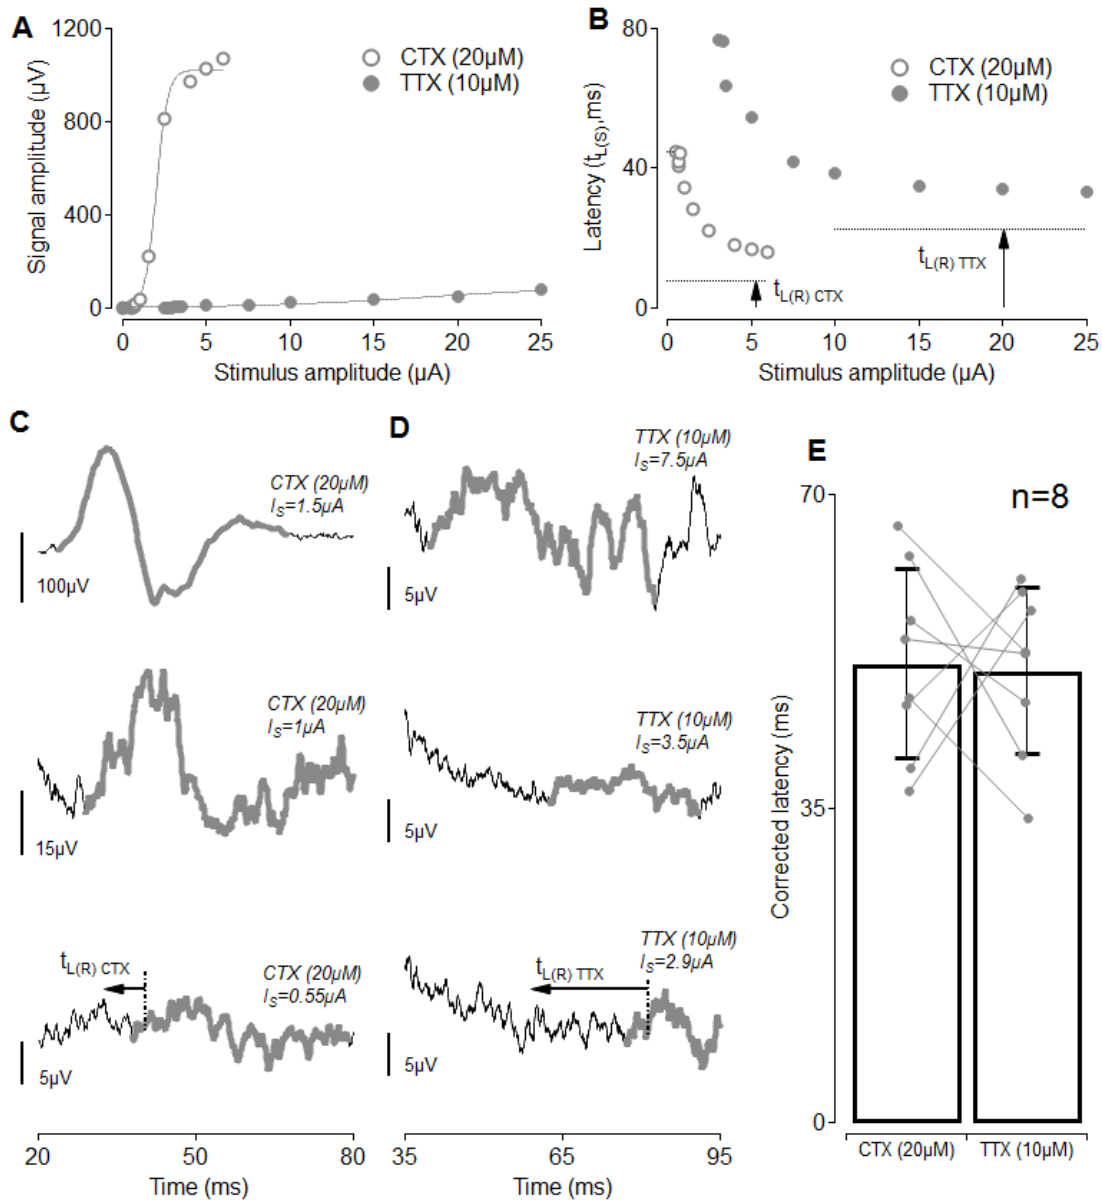 A
1200
800
400
0
Signal amplitude (µV)
CTX (20µM)
TTX (10µM)
0 5 10 15 20 25
Stimulus amplitude (µA)
B
80
40
0
Latency (tL(S),ms)
CTX (20µM)
TTX (10µM)
tL(R) CTX
tL(R) TTX
0 5 10 15 20 25
Stimulus amplitude (µA)
C
CTX (20µM)
IS=1.5µA
100µV
CTX (20µM)
IS=1µA
15µV
tL(R) CTX
CTX (20µM)
IS=0.55µA
5µV
20 50 80
Time (ms)
D
TTX (10µM)
IS=7.5µA
5µV
TTX (10µM)
IS=3.5µA
5µV
tL(R) TTX
TTX (10µM)
IS=2.9µA
5µV
35 65 95
Time (ms)
E
n=8
70
35
0
Corrected latency (ms)
CTX (20µM) TTX (10µM)